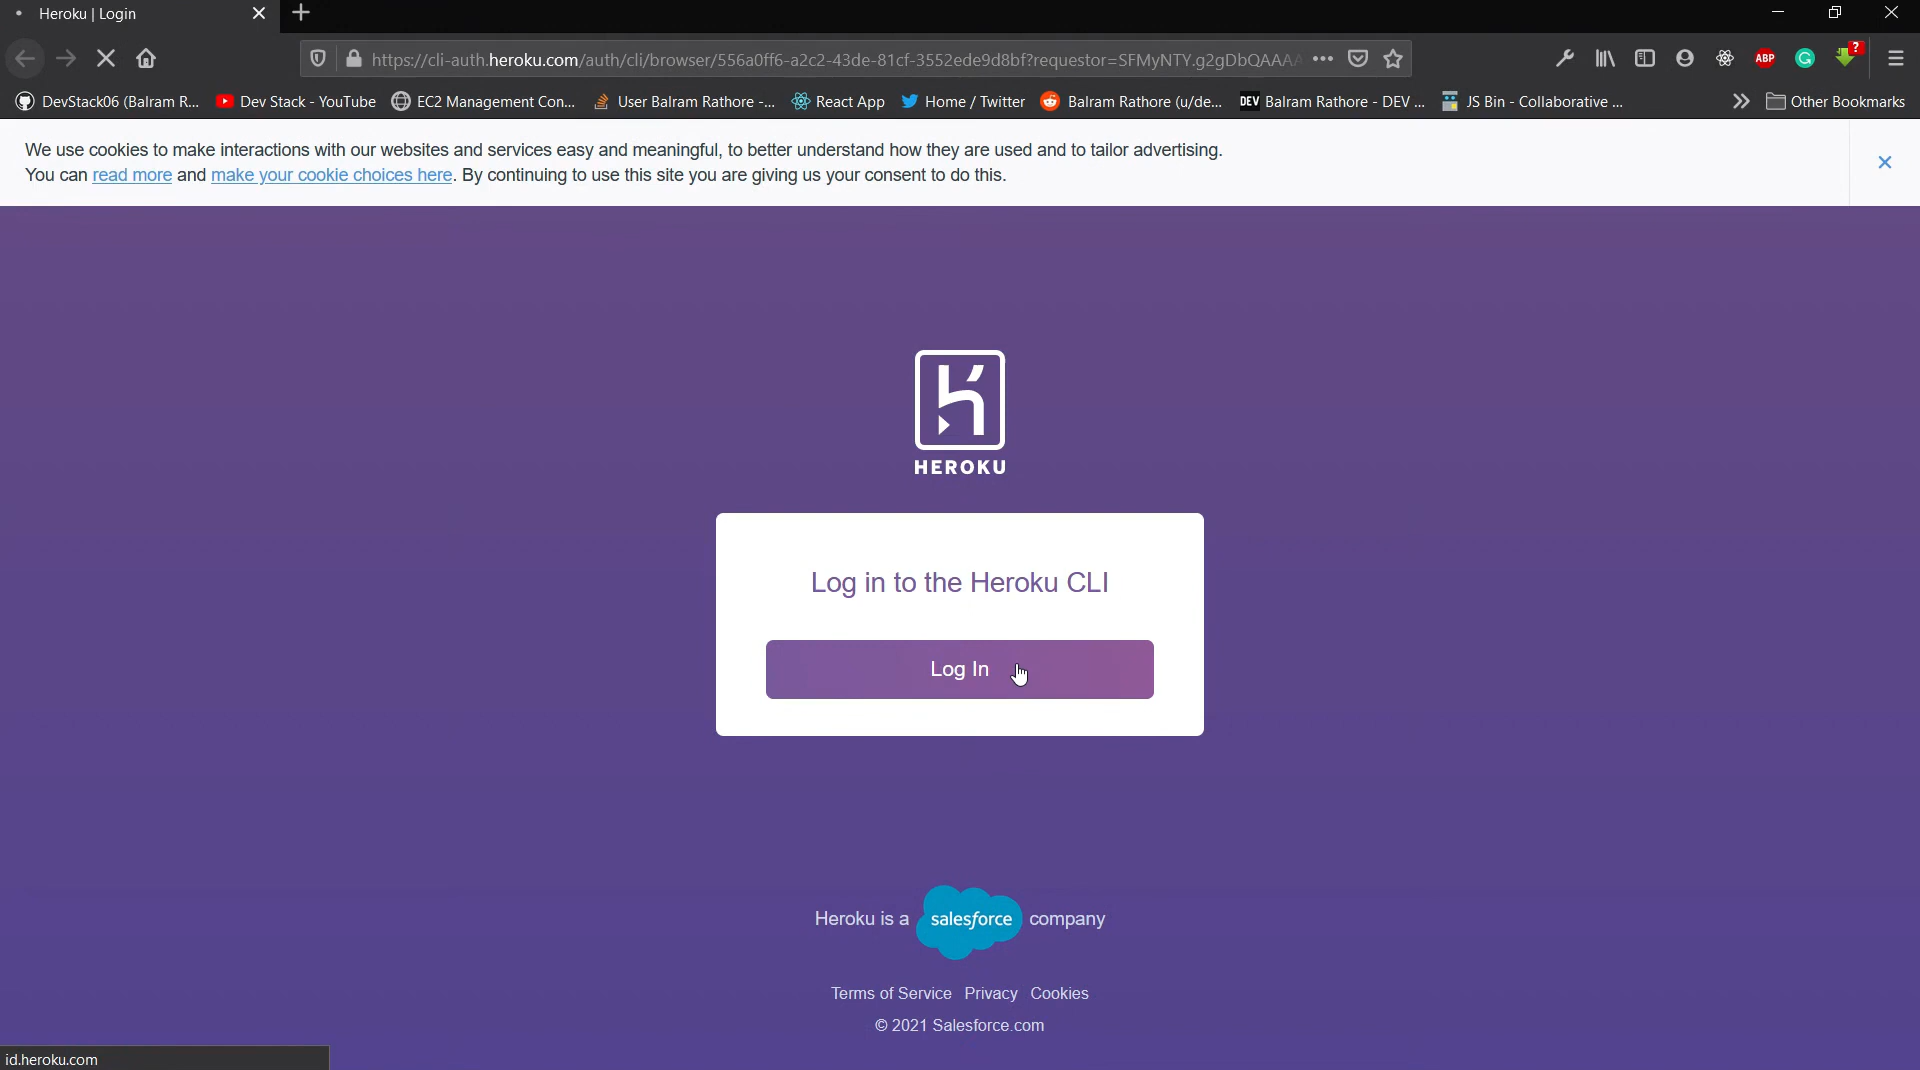 Heroku | Login
https://cli-auth.heroku.com/auth/cli/browser/556a0ff6-a2c2-43de-81cf-3552ede9d8bf?requestor=SFMyNTY.g2gDbQAAAA
ABP
?
DevStack06 (Balram R... Dev Stack - YouTube EC2 Management Con... User Balram Rathore -... React App Home / Twitter Balram Rathore (u/de... DEV Balram Rathore - DEV ... JS Bin - Collaborative ... Other Bookmarks
We use cookies to make interactions with our websites and services easy and meaningful, to better understand how they are used and to tailor advertising.
You can read more and make your cookie choices here. By continuing to use this site you are giving us your consent to do this.
HEROKU
Log in to the Heroku CLI
Log In
Heroku is a salesforce company
Terms of Service Privacy Cookies
© 2021 Salesforce.com
id.heroku.com